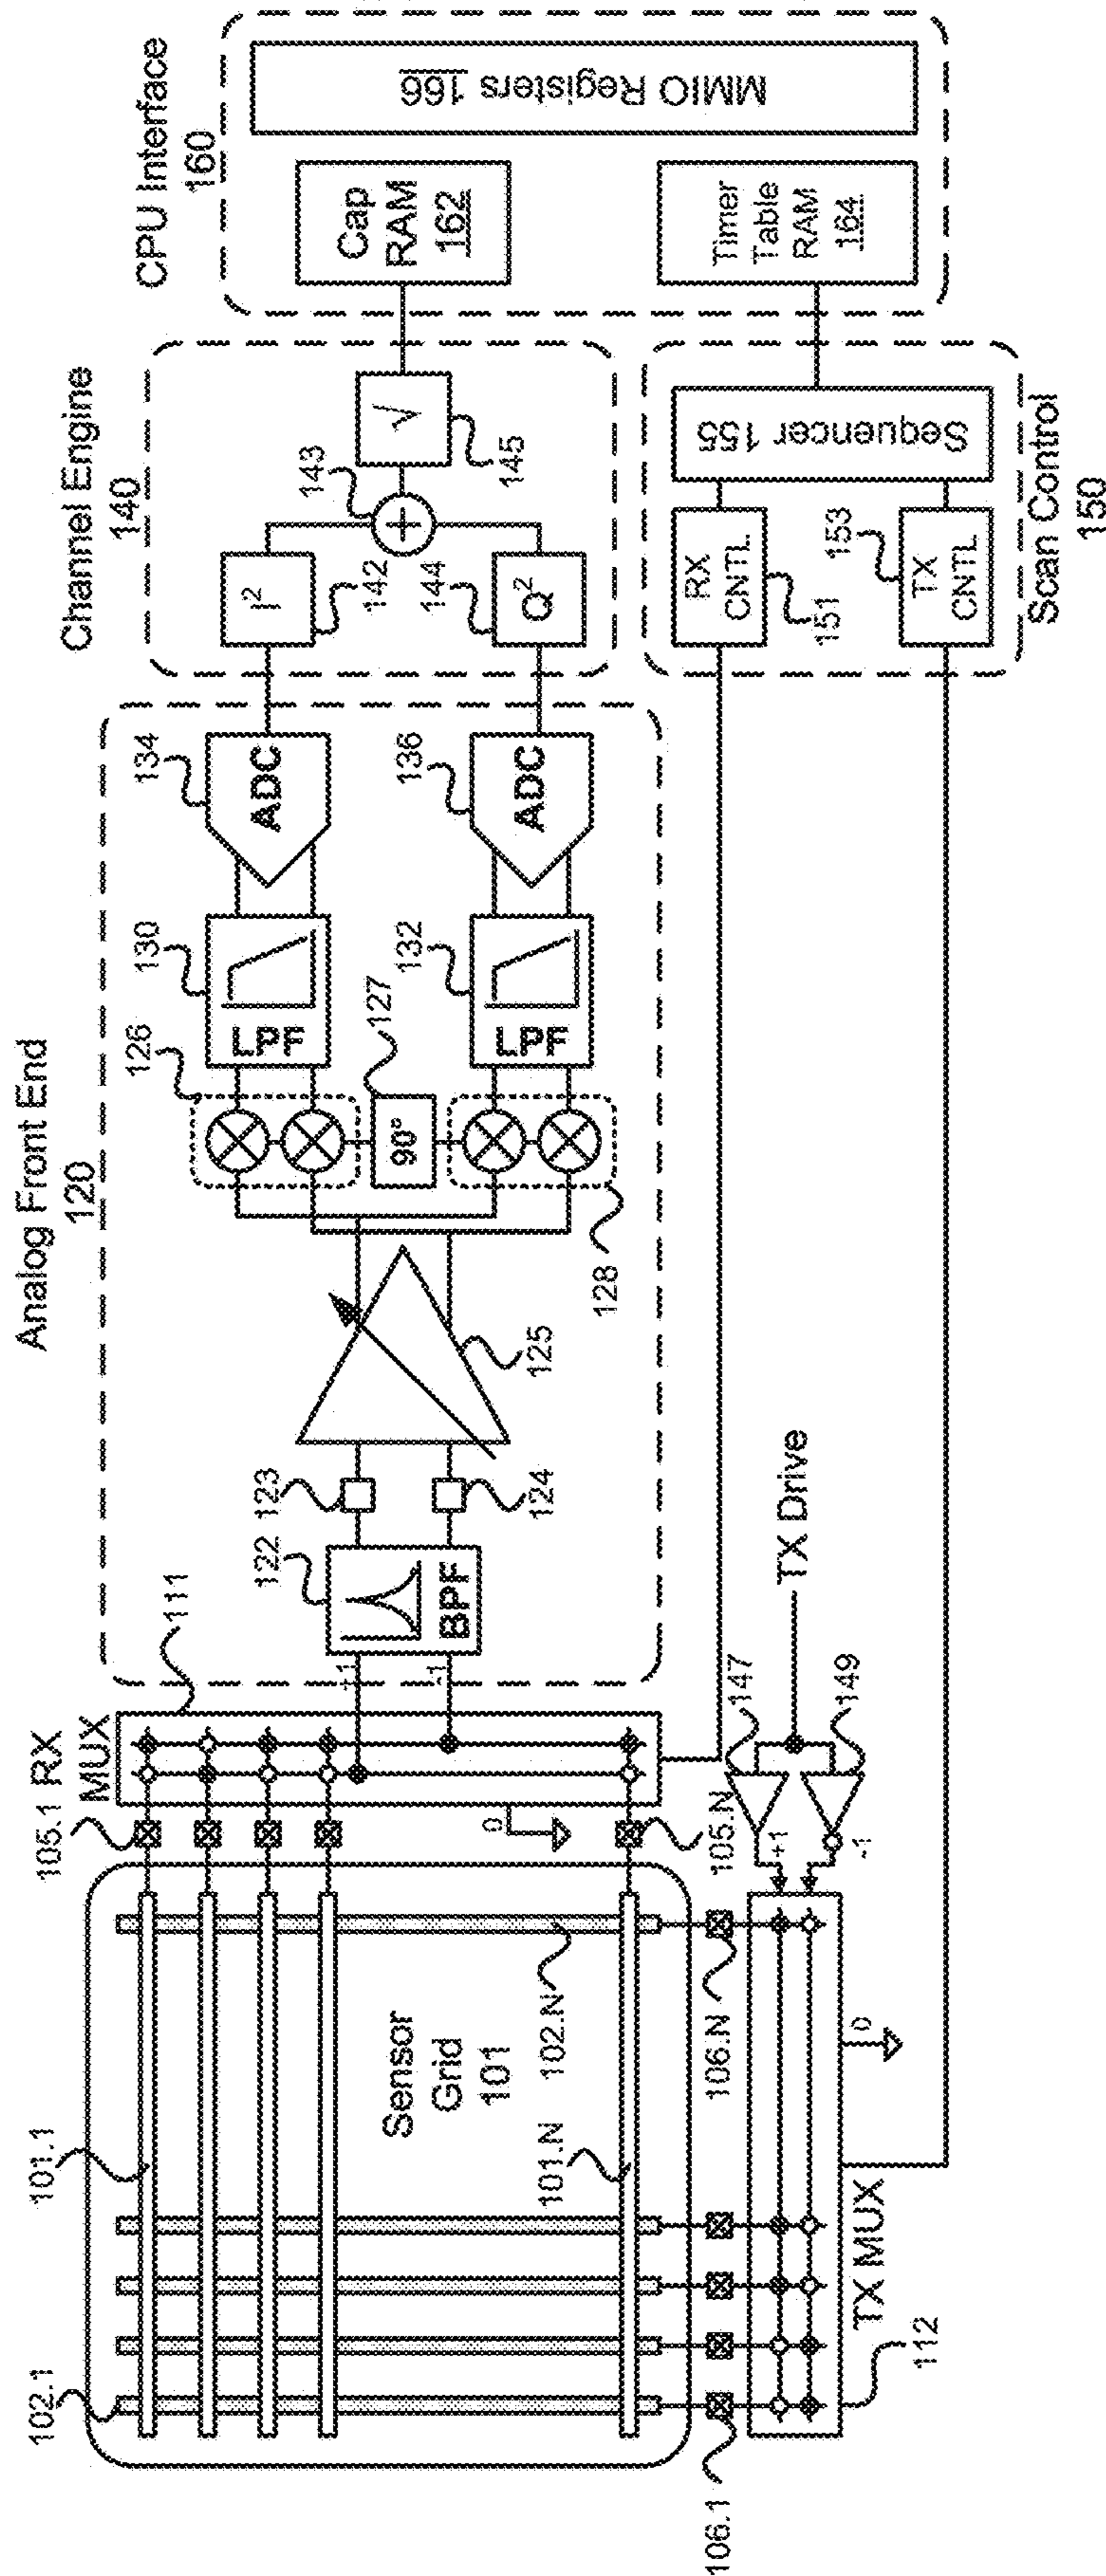 Analog Front End
120
Channel Engine
140
CPU Interface
160
101.1
102.1
Sensor
Grid
101
102.N
101.N
105.1
RX
MUX
111
105.N
0
+1
-1
122
BPF
123
124
125
126
127
90°
128
130
LPF
132
LPF
134
ADC
136
ADC
I²
142
143
+
144
Q²
√
145
Cap
RAM
162
Timer
Table
RAM
164
MMIO Registers 166
RX
CNTL
151
TX
CNTL
153
Sequencer 155
Scan Control
150
TX Drive
147
149
+1
-1
106.1
106.N
0
TX MUX
112